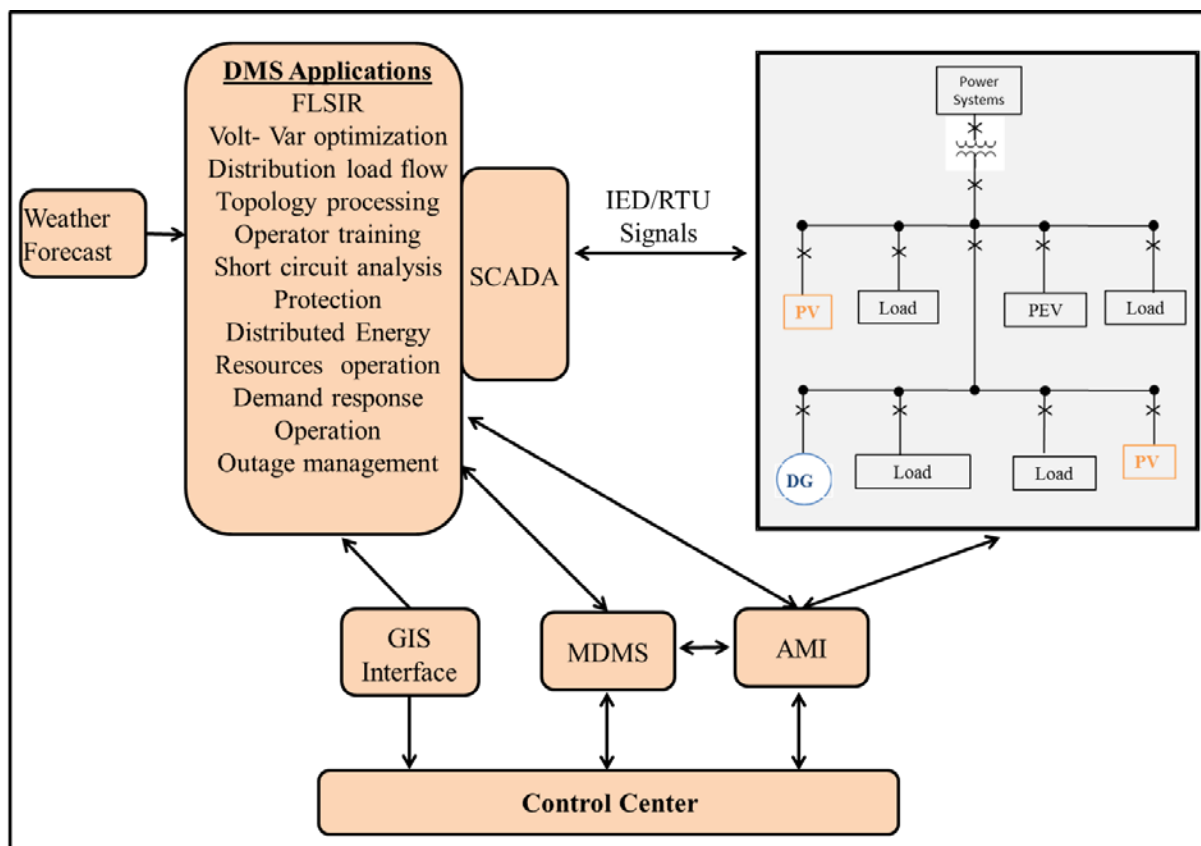 DMS Applications
FLSIR
Volt- Var optimization
Distribution load flow
Topology processing
Operator training
Short circuit analysis
Protection
Distributed Energy
Resources operation
Demand response
Operation
Outage management
Weather
Forecast
SCADA
IED/RTU
Signals
Power
Systems
PV
Load
PEV
Load
DG
Load
Load
PV
GIS
Interface
MDMS
AMI
Control Center